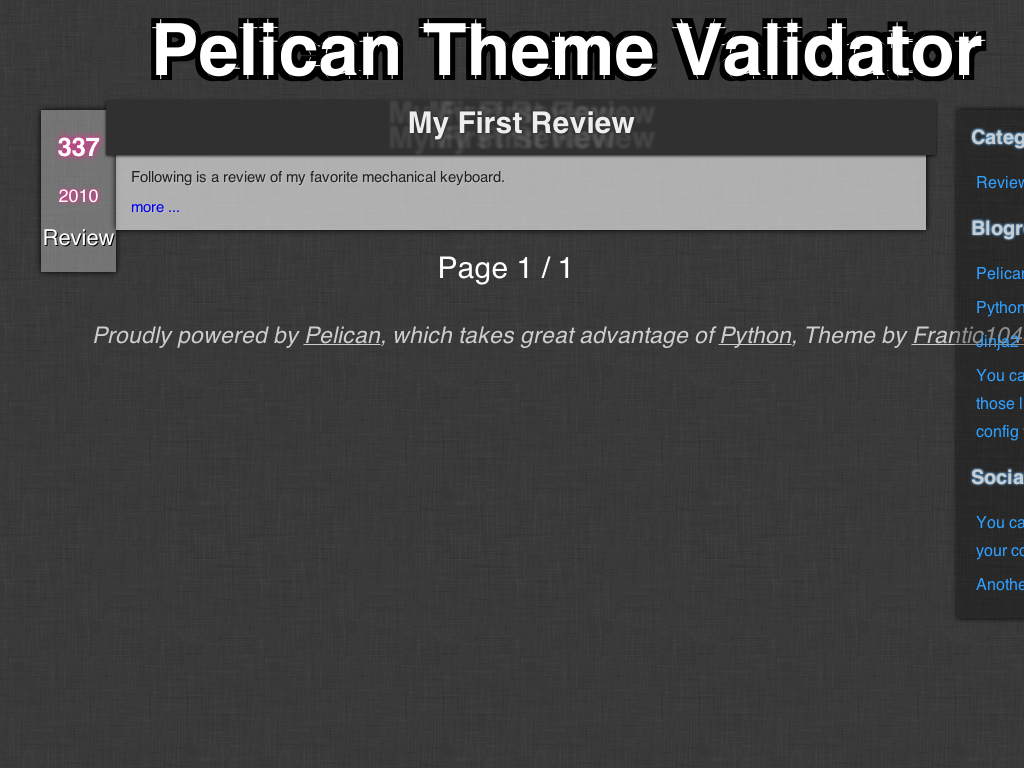 Pelican Theme Validator
337
2010
Review
My First Review
Following is a review of my favorite mechanical keyboard.
more ...
Page 1 / 1
Proudly powered by Pelican, which takes great advantage of Python, Theme by Frantic104
Categ
Review
Blogr
Pelican
Python
Jinja2
You ca
those l
config
Socia
You ca
your co
Anothe